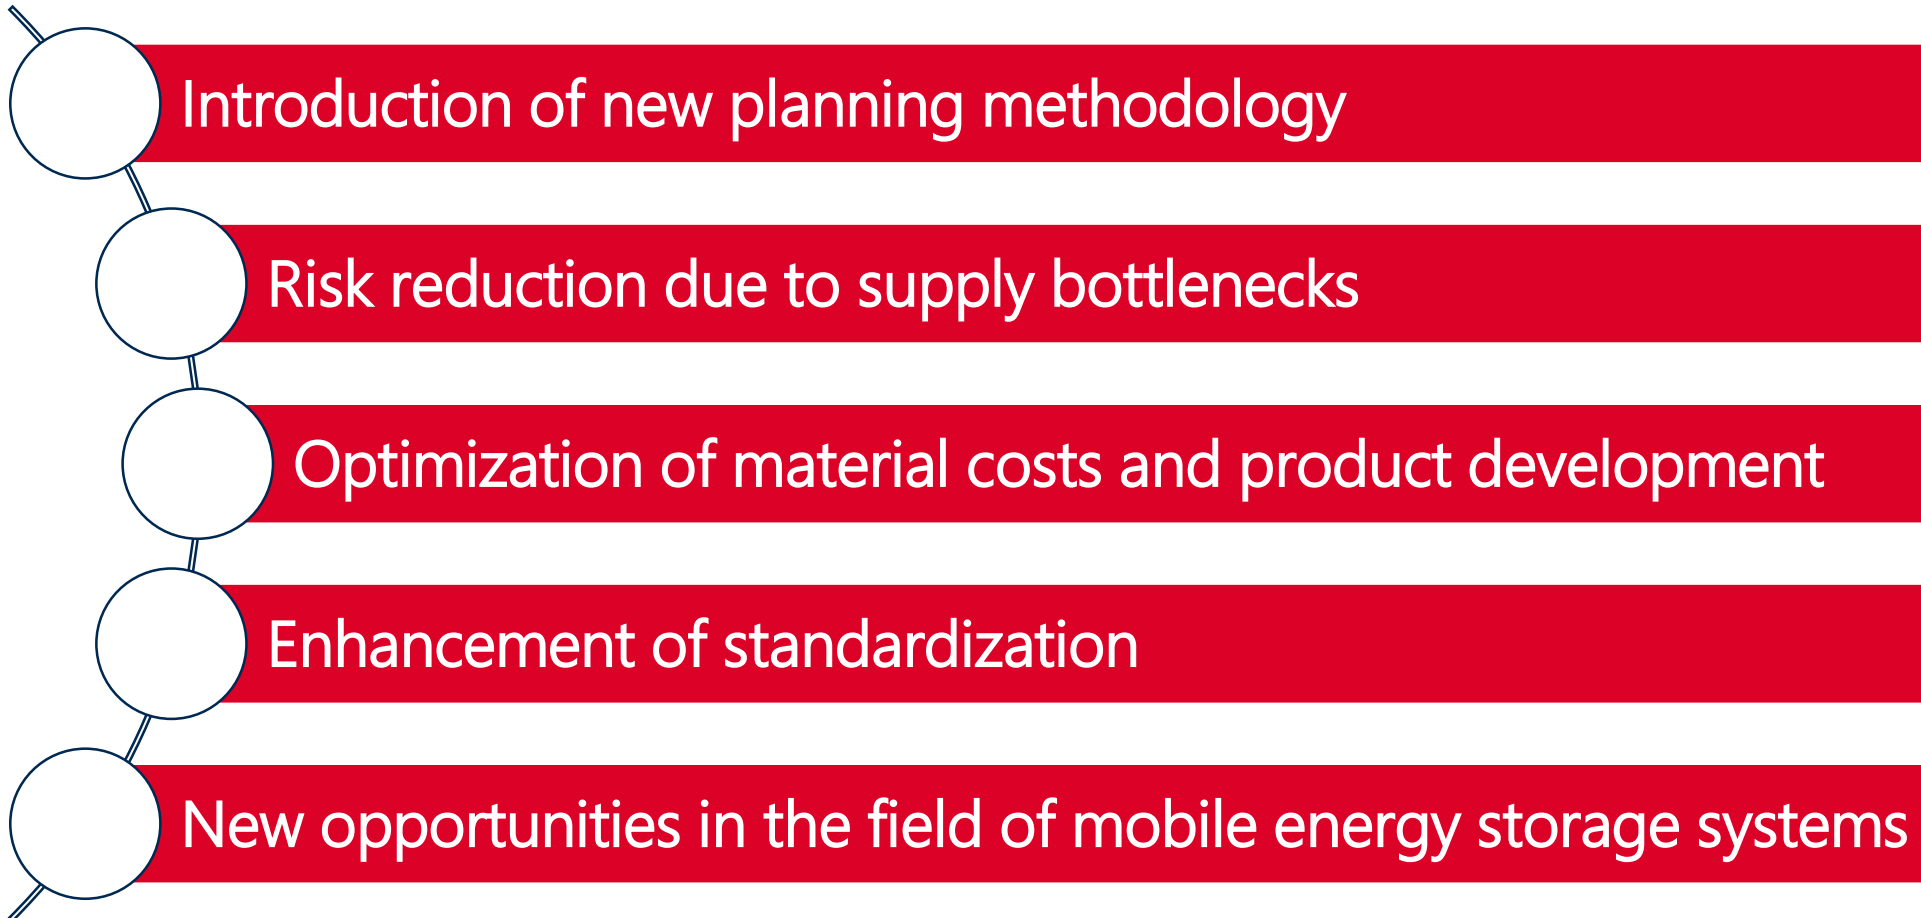 Introduction of new planning methodology
Risk reduction due to supply bottlenecks
Optimization of material costs and product development
Enhancement of standardization
New opportunities in the field of mobile energy storage systems